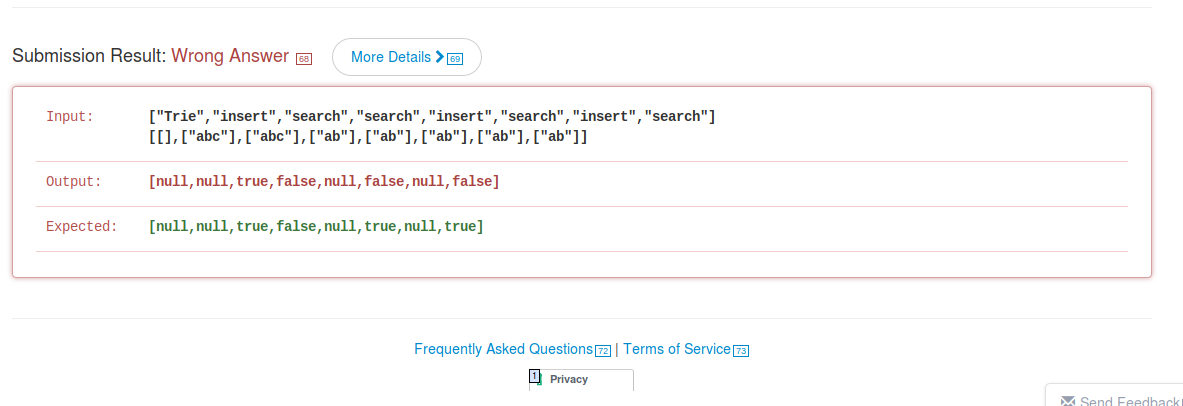 Submission Result: Wrong Answer 68 More Details 69
Input: ["Trie","insert","search","search","insert","search","insert","search"]
[[],["abc"],["abc"],["ab"],["ab"],["ab"],["ab"],["ab"]]
Output: [null,null,true,false,null,false,null,false]
Expected: [null,null,true,false,null,true,null,true]
Frequently Asked Questions 72 | Terms of Service 73
1 Privacy
Send Feedback